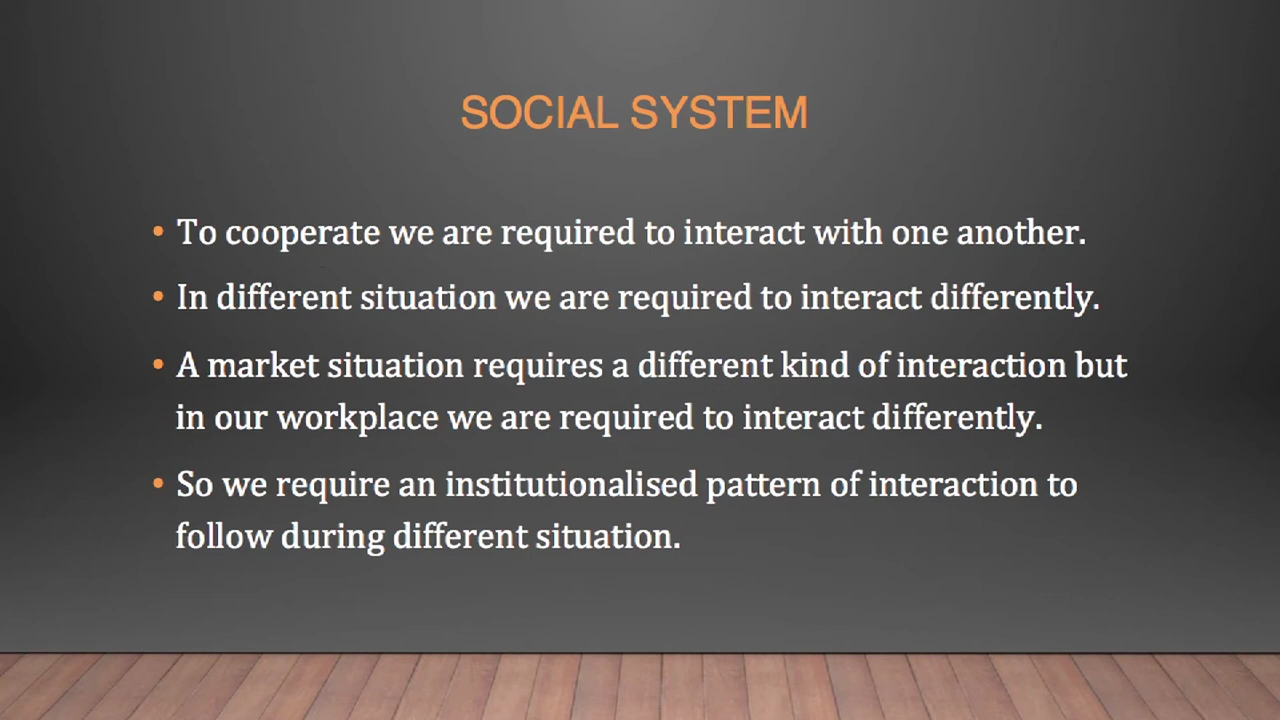 SOCIAL SYSTEM
• To cooperate we are required to interact with one another.
• In different situation we are required to interact differently.
• A market situation requires a different kind of interaction but
in our workplace we are required to interact differently.
• So we require an institutionalised pattern of interaction to
follow during different situation.